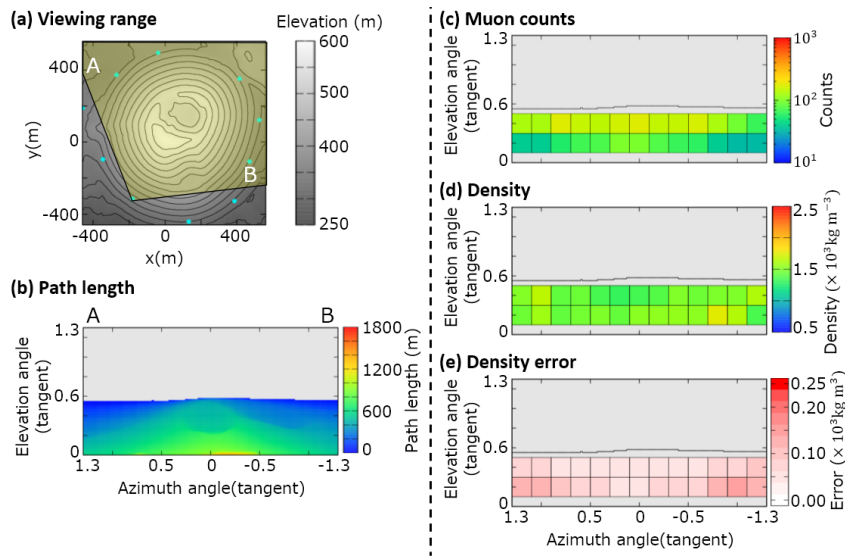 (a) Viewing range
Elevation (m)
600
500
400
250
A
B
400
0
-400
y(m)
-400
0
400
x(m)
(b) Path length
A
B
1.3
0.6
0
Elevation angle
(tangent)
1800
1200
600
0
Path length (m)
1.3
0.5
0
-0.5
-1.3
Azimuth angle(tangent)
(c) Muon counts
1.3
0.6
0
Elevation angle
(tangent)
10³
10²
10¹
Counts
(d) Density
1.3
0.6
0
Elevation angle
(tangent)
2.5
1.5
0.5
Density (× 10³kg m⁻³)
(e) Density error
1.3
0.6
0
Elevation angle
(tangent)
0.25
0.20
0.10
0.00
Error (× 10³kg m³)
1.3
0.5
0
-0.5
-1.3
Azimuth angle(tangent)